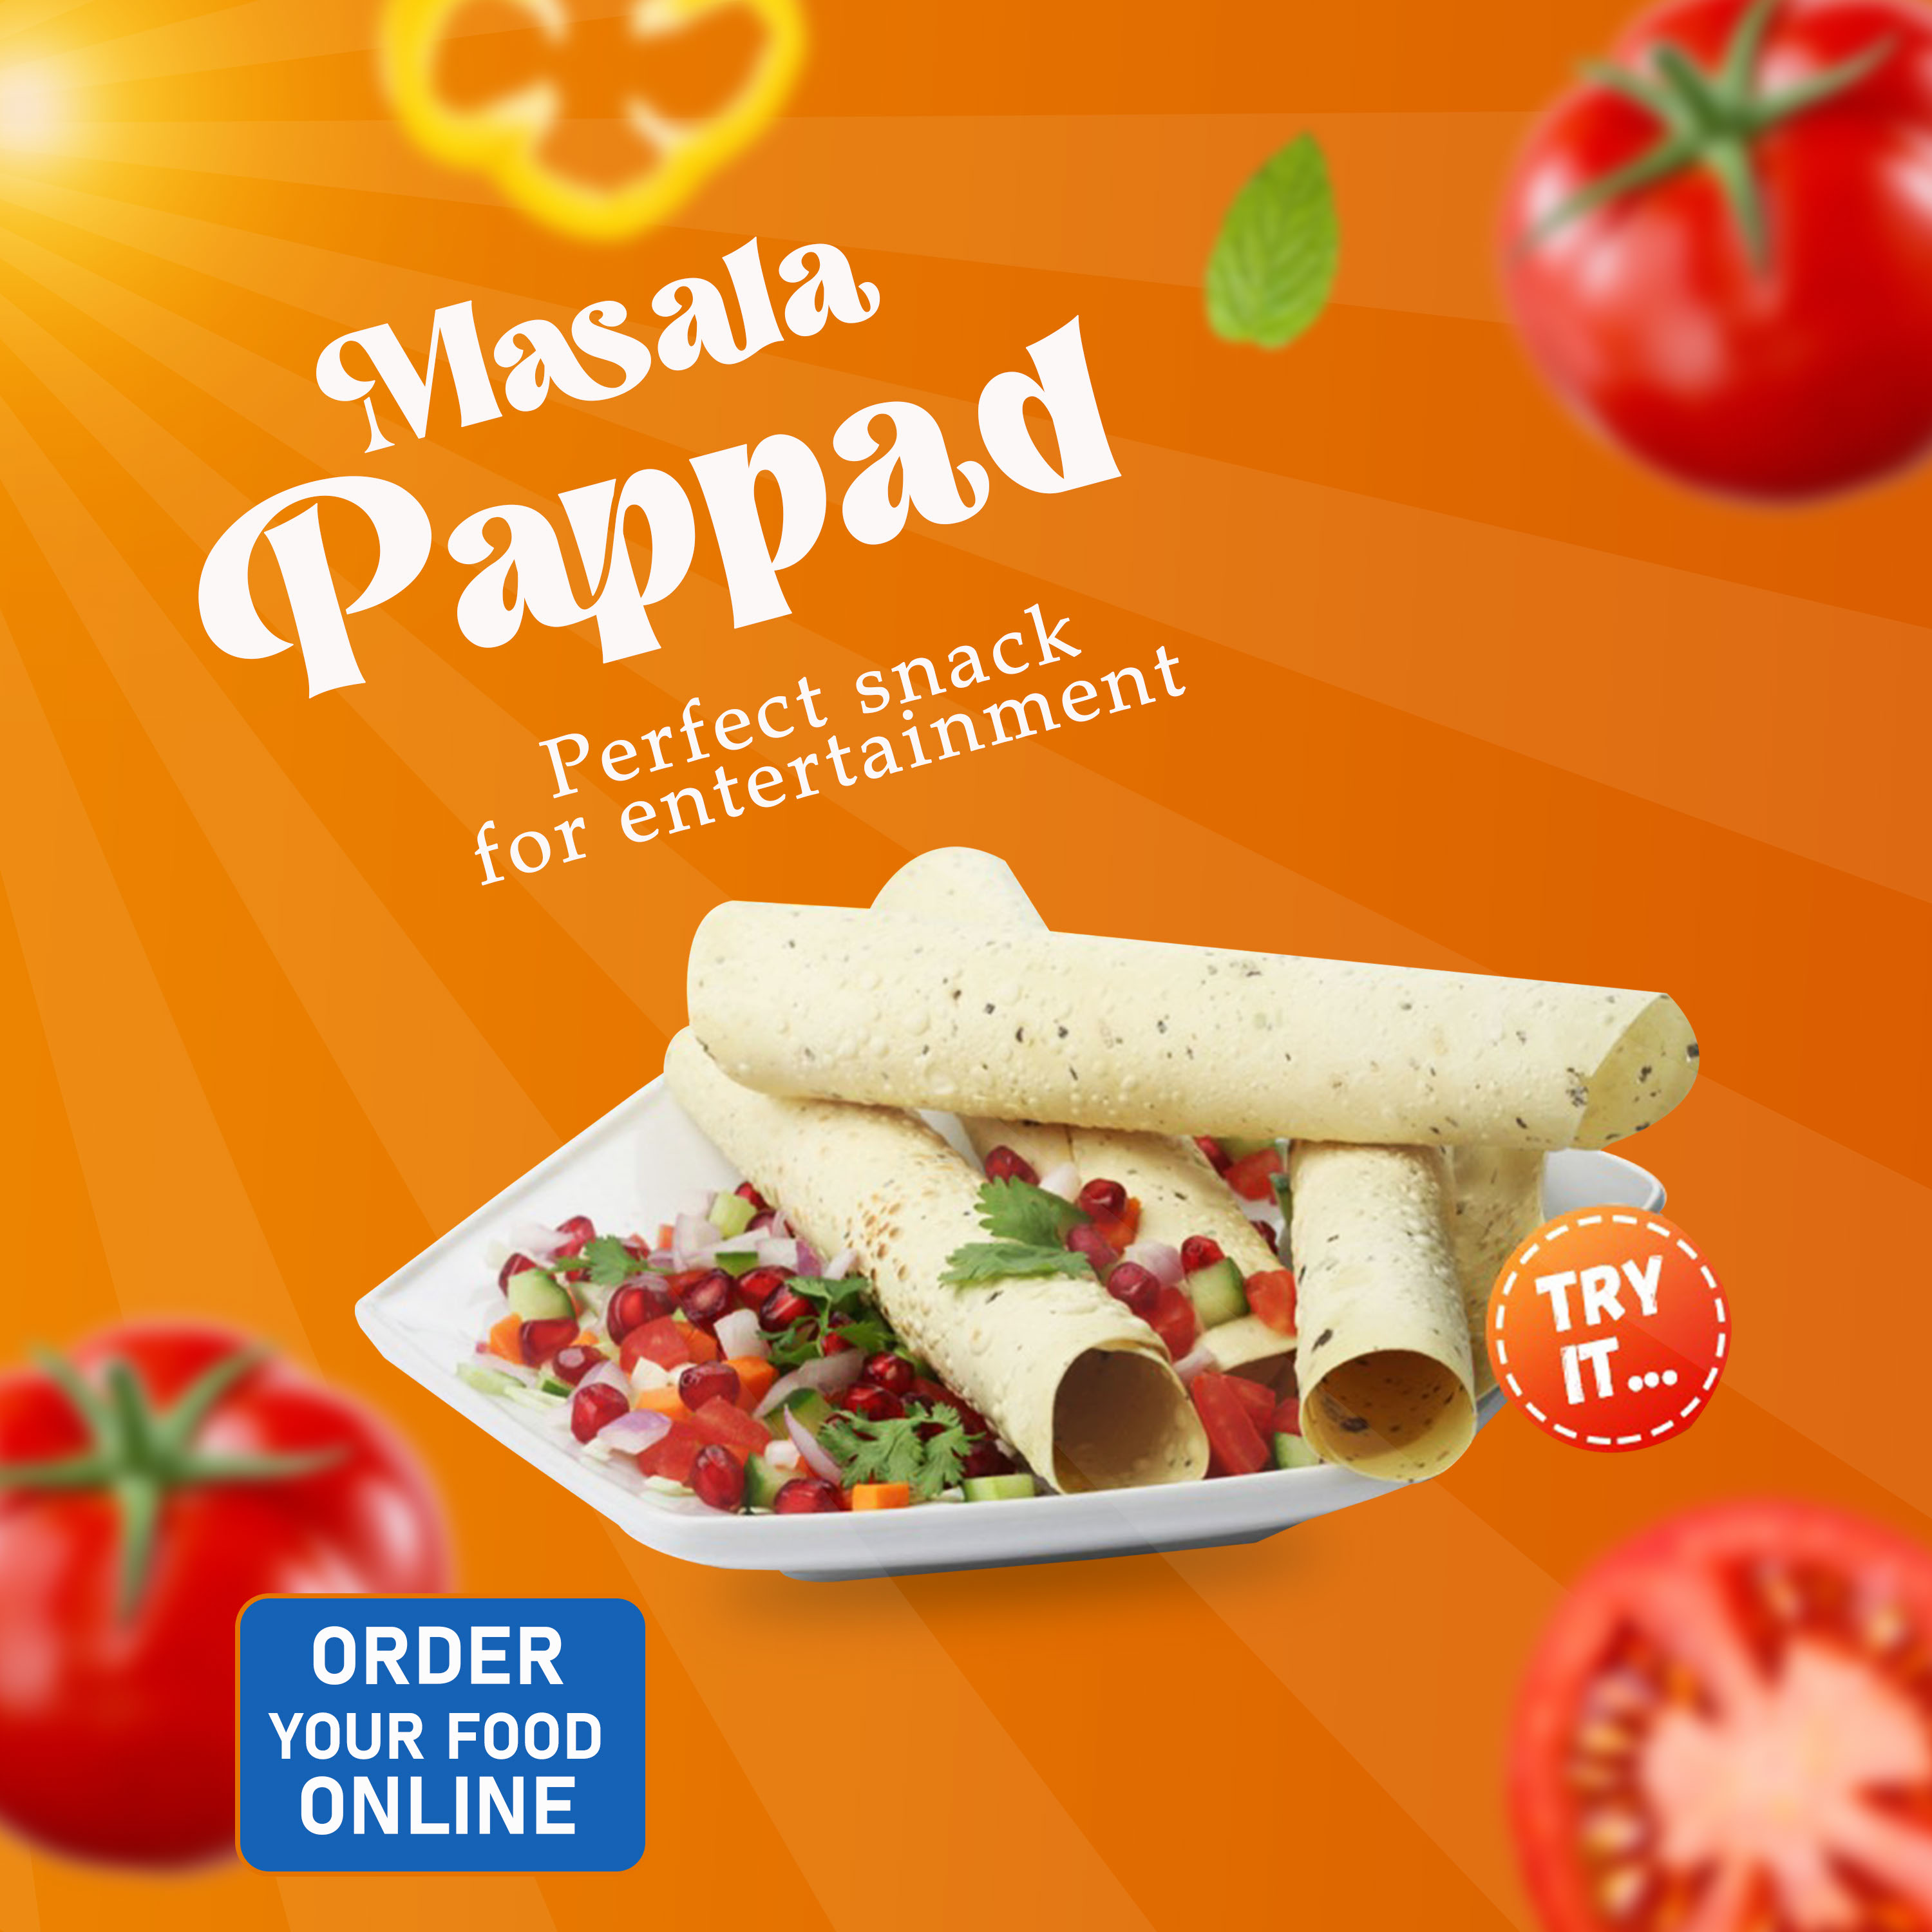 Masala
Pappad
Perfect snack
for entertainment
TRY
IT...
ORDER
YOUR FOOD
ONLINE